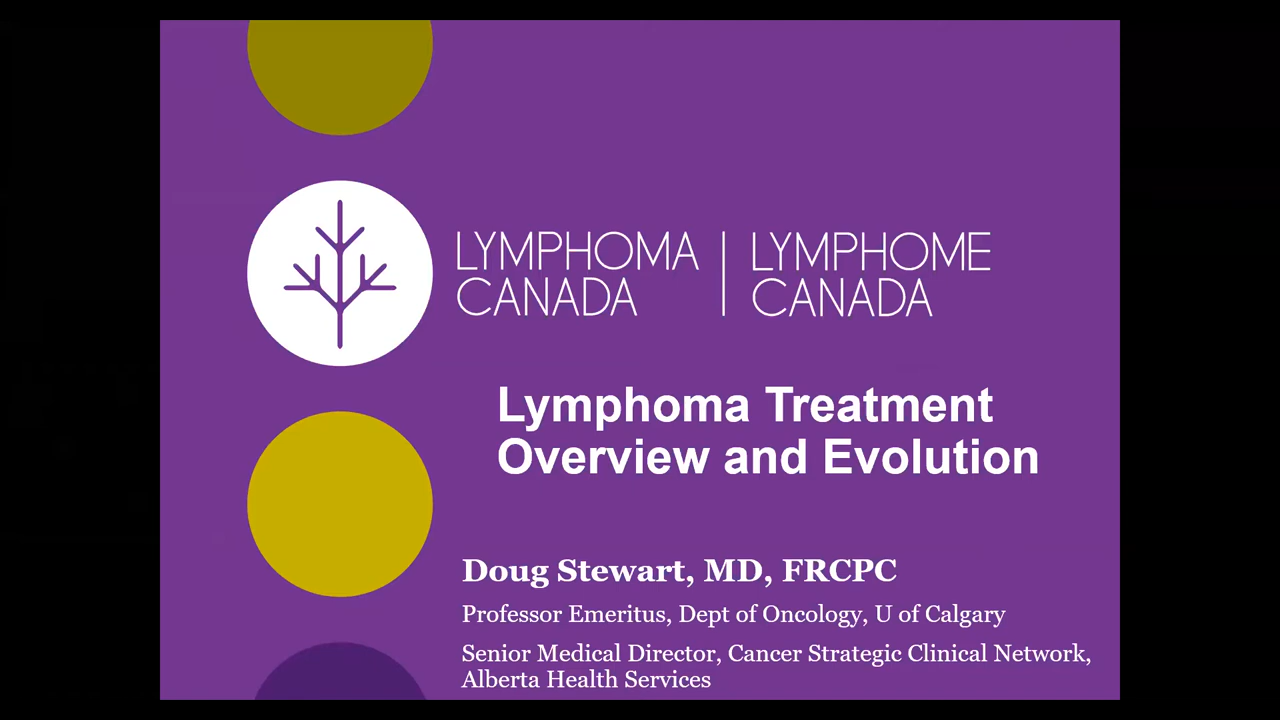 LYMPHOMA CANADA | LYMPHOME CANADA
Lymphoma Treatment
Overview and Evolution
Doug Stewart, MD, FRCPC
Professor Emeritus, Dept of Oncology, U of Calgary
Senior Medical Director, Cancer Strategic Clinical Network,
Alberta Health Services